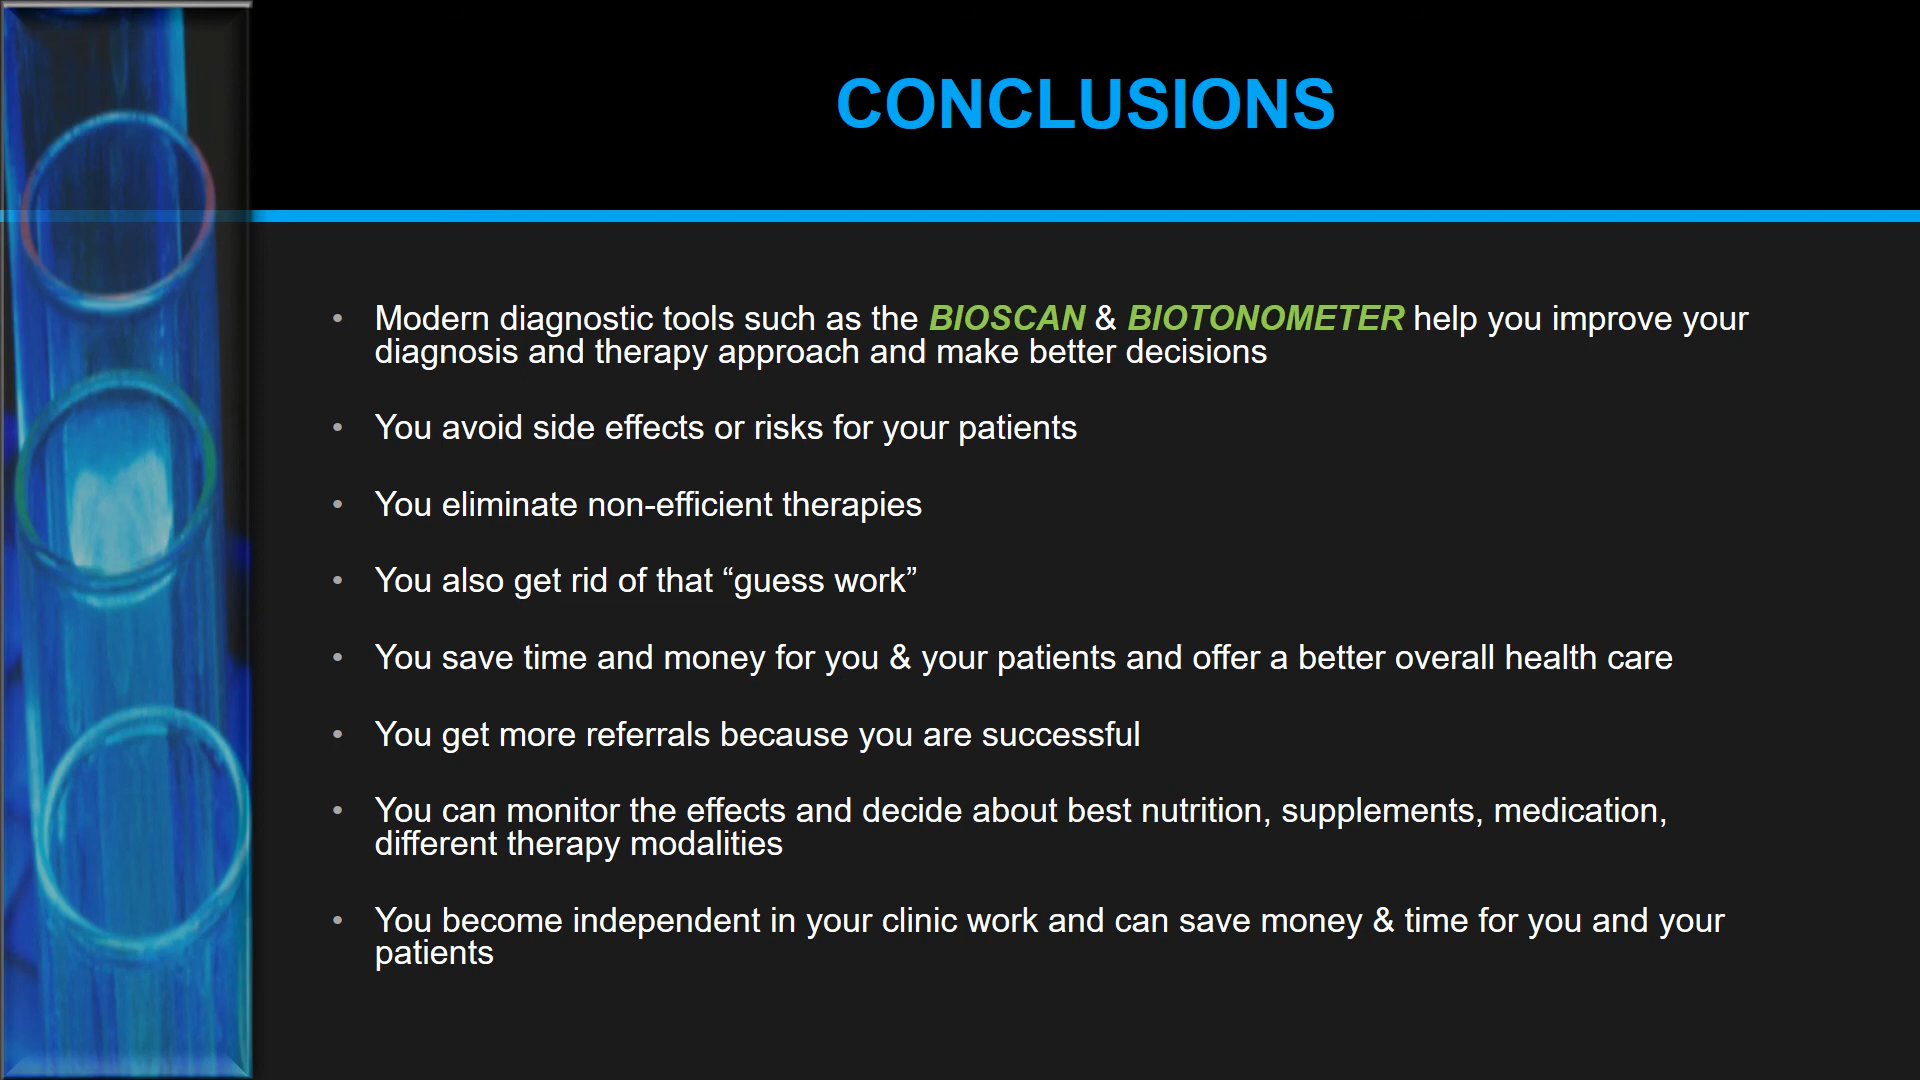 CONCLUSIONS
• Modern diagnostic tools such as the BIOSCAN & BIOTONOMETER help you improve your
diagnosis and therapy approach and make better decisions
• You avoid side effects or risks for your patients
• You eliminate non-efficient therapies
• You also get rid of that “guess work”
• You save time and money for you & your patients and offer a better overall health care
• You get more referrals because you are successful
• You can monitor the effects and decide about best nutrition, supplements, medication,
different therapy modalities
• You become independent in your clinic work and can save money & time for you and your
patients